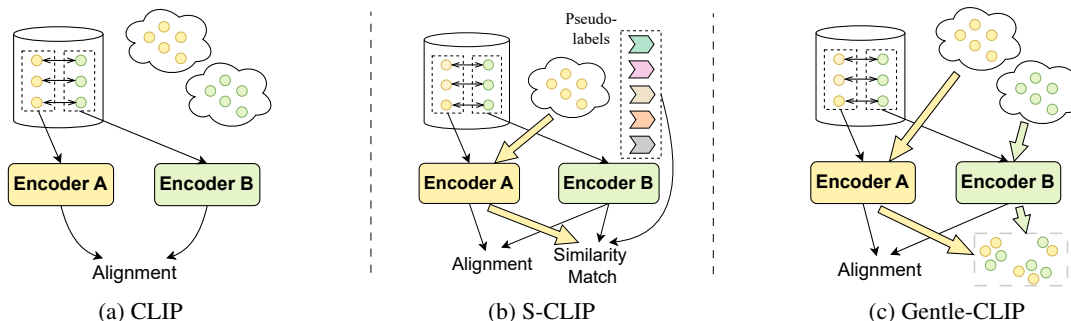 Encoder A
Encoder B
Alignment
(a) CLIP
Pseudo-
labels
Encoder A
Encoder B
Alignment
Similarity
Match
(b) S-CLIP
Encoder A
Encoder B
Alignment
(c) Gentle-CLIP